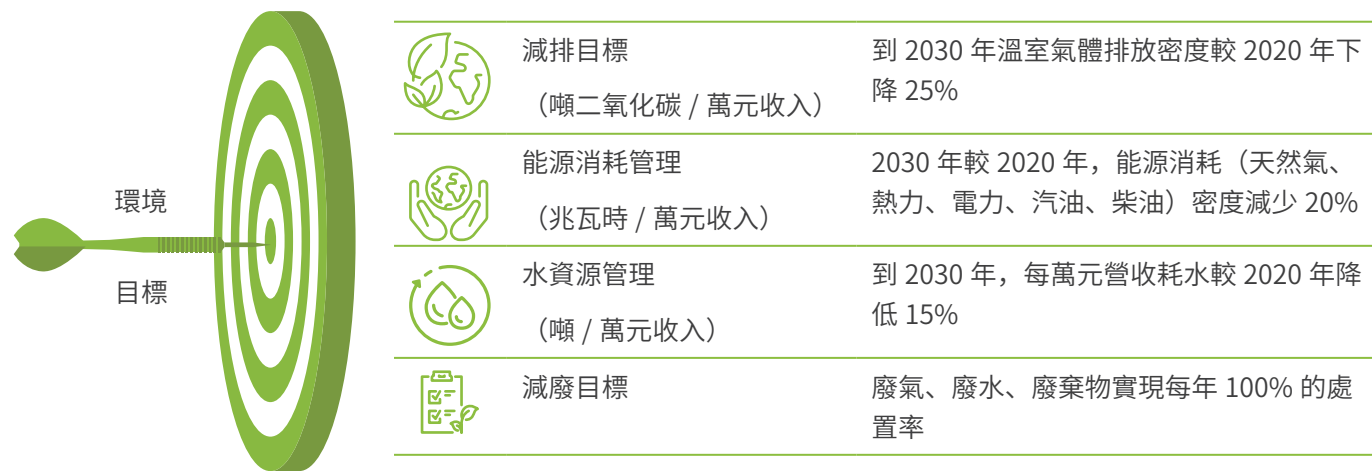 環境
目標
減排目標
（噸二氧化碳 / 萬元收入）
到 2030 年溫室氣體排放密度較 2020 年下
降 25%
能源消耗管理
（兆瓦時 / 萬元收入）
2030 年較 2020 年，能源消耗（天然氣、
熱力、電力、汽油、柴油）密度減少 20%
水資源管理
（噸 / 萬元收入）
到 2030 年，每萬元營收耗水較 2020 年降
低 15%
減廢目標
廢氣、廢水、廢棄物實現每年 100% 的處
置率